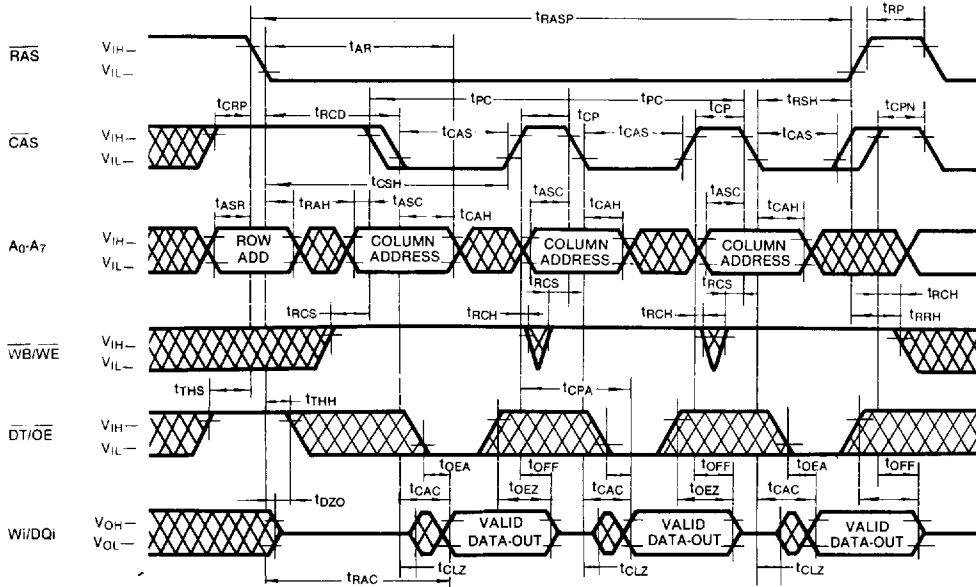 tRASP
tRP
RAS
VIH
VIL
tAR
tCRP
tRCD
tPC
tPC
tRSH
tCP
tCP
tCPN
CAS
VIH
VIL
tCAS
tCAS
tCAS
tCSH
tASR
tRAH
tASC
tCAH
tASC
tCAH
tASC
tCAH
A0-A7
VIH
VIL
ROW ADD
COLUMN ADDRESS
COLUMN ADDRESS
COLUMN ADDRESS
tRCS
tRCS
tRCS
tRCH
tRCH
tRCH
tRRH
WB/WE
VIH
VIL
tTHS
tTHH
tCPA
DT/OE
VIH
VIL
tOEA
tOFF
tOFF
tOEA
tOFF
tDZO
tCAC
tOEZ
tCAC
tOEZ
tCAC
Wi/DQi
VOH
VOL
VALID DATA-OUT
VALID DATA-OUT
VALID DATA-OUT
tCLZ
tCLZ
tCLZ
tRAC